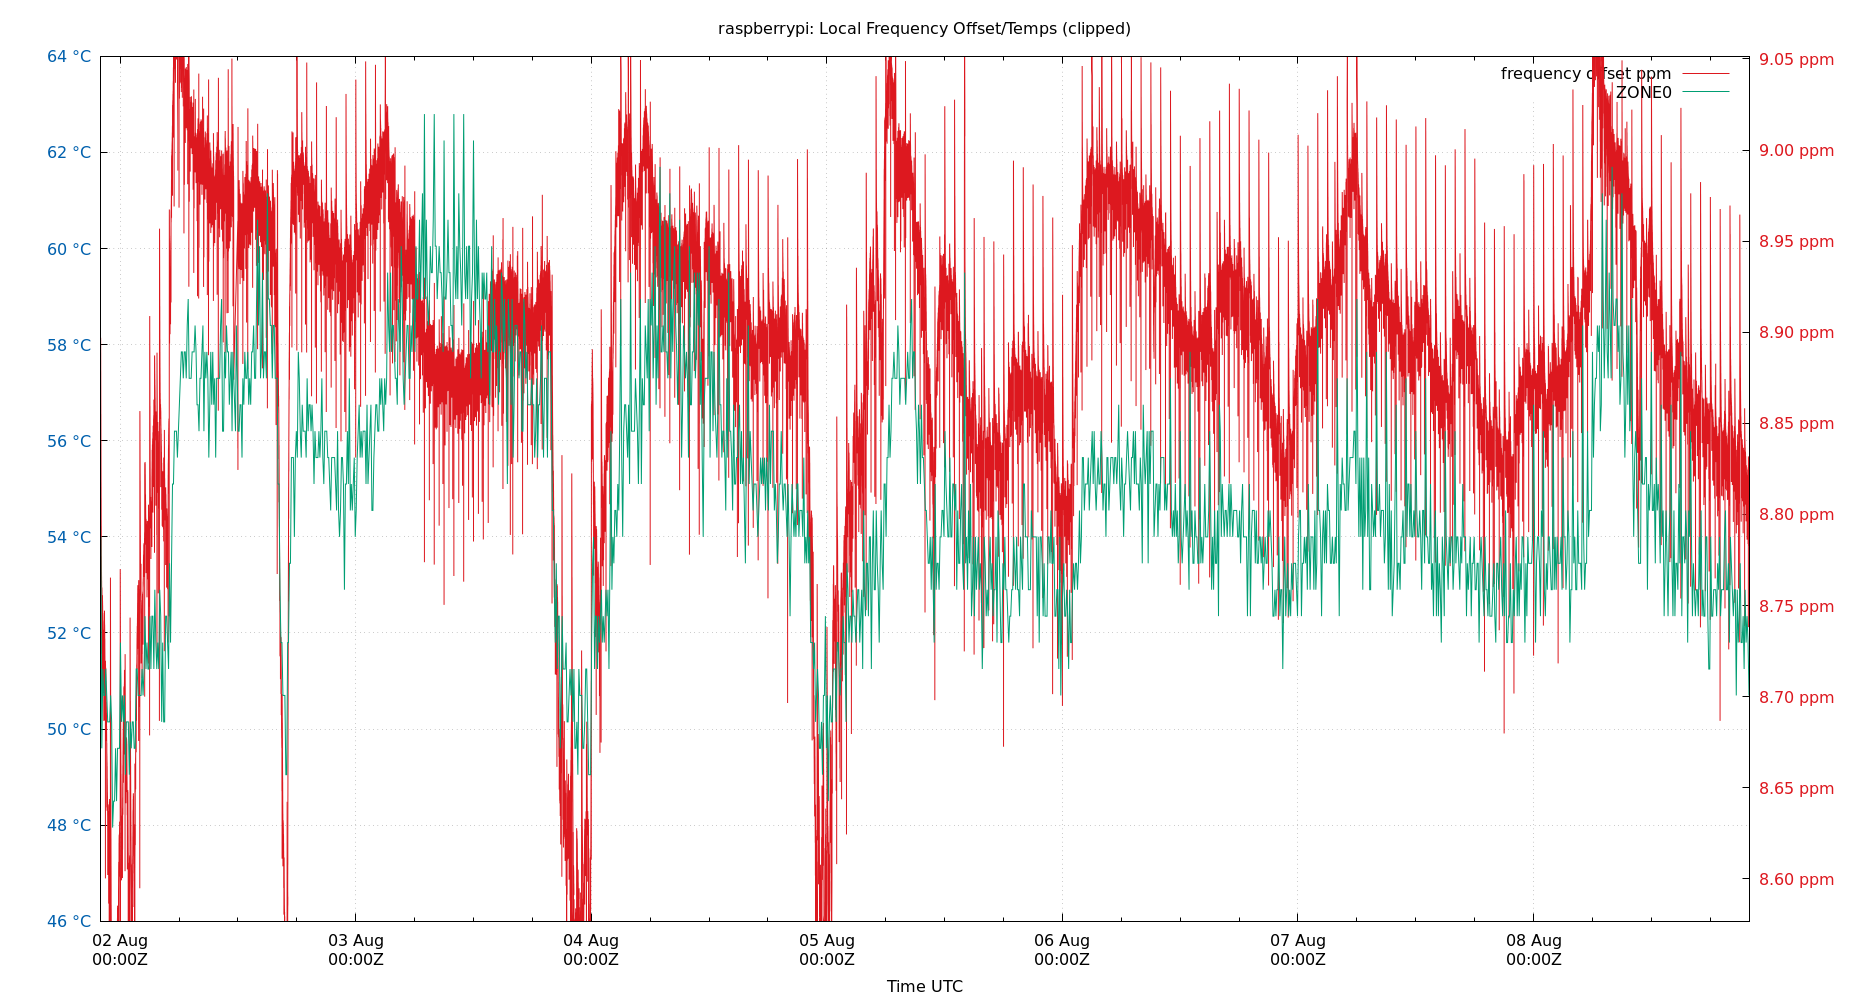 raspberrypi: Local Frequency Offset/Temps (clipped)
64 °C
62 °C
60 °C
58 °C
56 °C
54 °C
52 °C
50 °C
48 °C
46 °C
9.05 ppm
9.00 ppm
8.95 ppm
8.90 ppm
8.85 ppm
8.80 ppm
8.75 ppm
8.70 ppm
8.65 ppm
8.60 ppm
frequency offset ppm
ZONE0
02 Aug
00:00Z
03 Aug
00:00Z
04 Aug
00:00Z
05 Aug
00:00Z
06 Aug
00:00Z
07 Aug
00:00Z
08 Aug
00:00Z
Time UTC